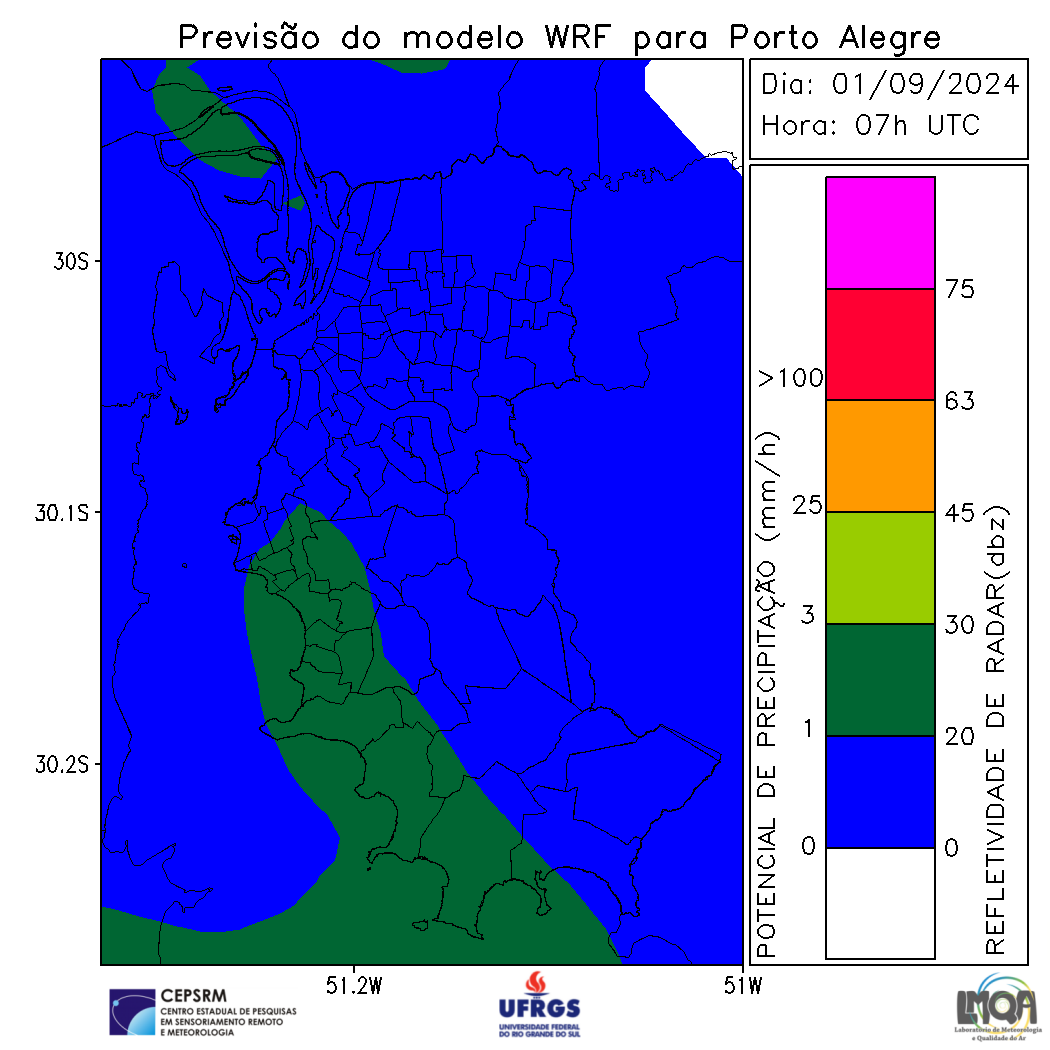 Previsão do modelo WRF para Porto Alegre
Dia: 01/09/2024
Hora: 07h UTC
30S
30.1S
30.2S
51.2W
51W
POTENCIAL DE PRECIPITAÇÃO (mm/h)
>100
25
3
1
0
75
63
45
30
20
0
REFLETIVIDADE DE RADAR(dbz)
CEPSRM
CENTRO ESTADUAL DE PESQUISAS
EM SENSORIAMENTO REMOTO
E METEOROLOGIA
UFRGS
UNIVERSIDADE FEDERAL
DO RIO GRANDE DO SUL
LMQA
Laboratório de Meteorologia
e Qualidade do Ar